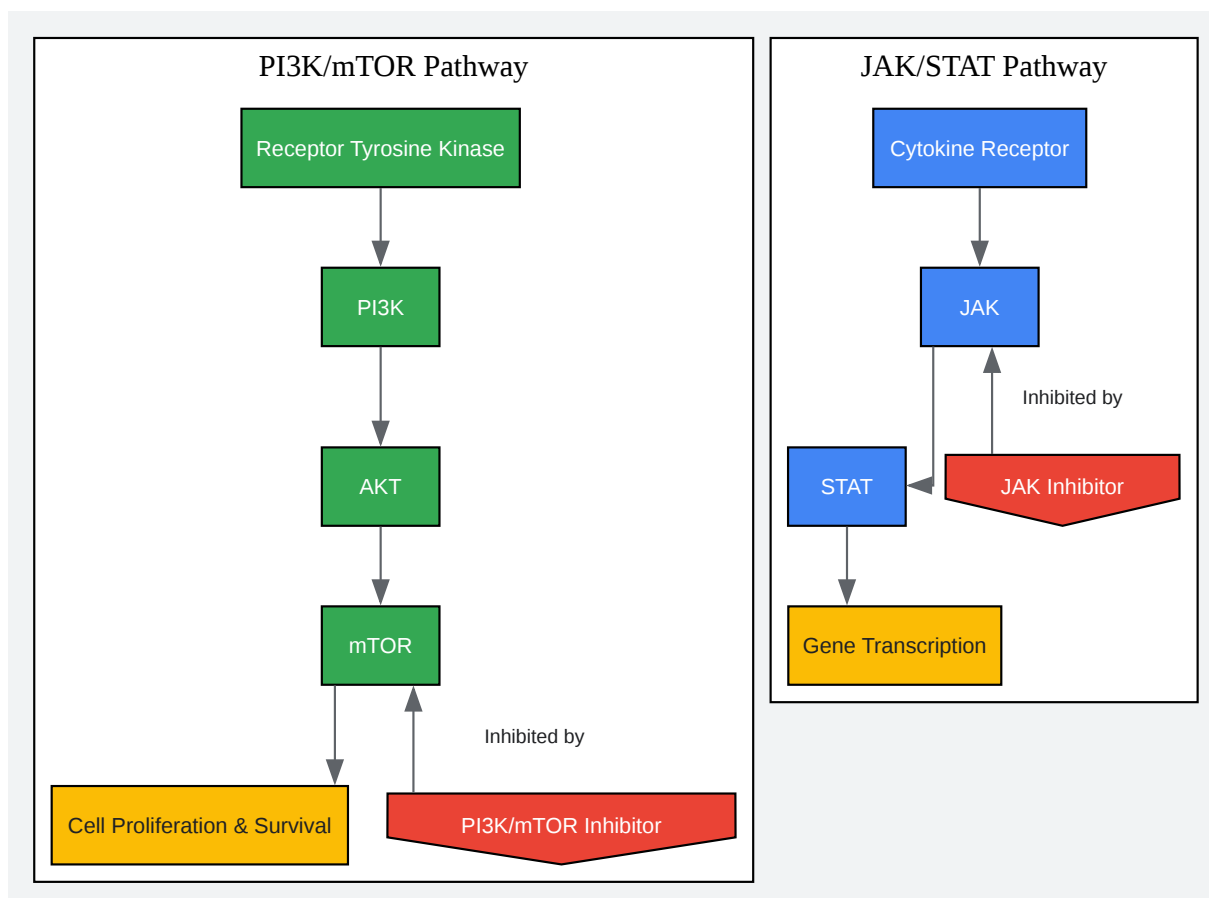 PI3K/mTOR Pathway
Receptor Tyrosine Kinase
PI3K
AKT
mTOR
Inhibited by
Cell Proliferation & Survival
PI3K/mTOR Inhibitor
JAK/STAT Pathway
Cytokine Receptor
JAK
Inhibited by
STAT
JAK Inhibitor
Gene Transcription